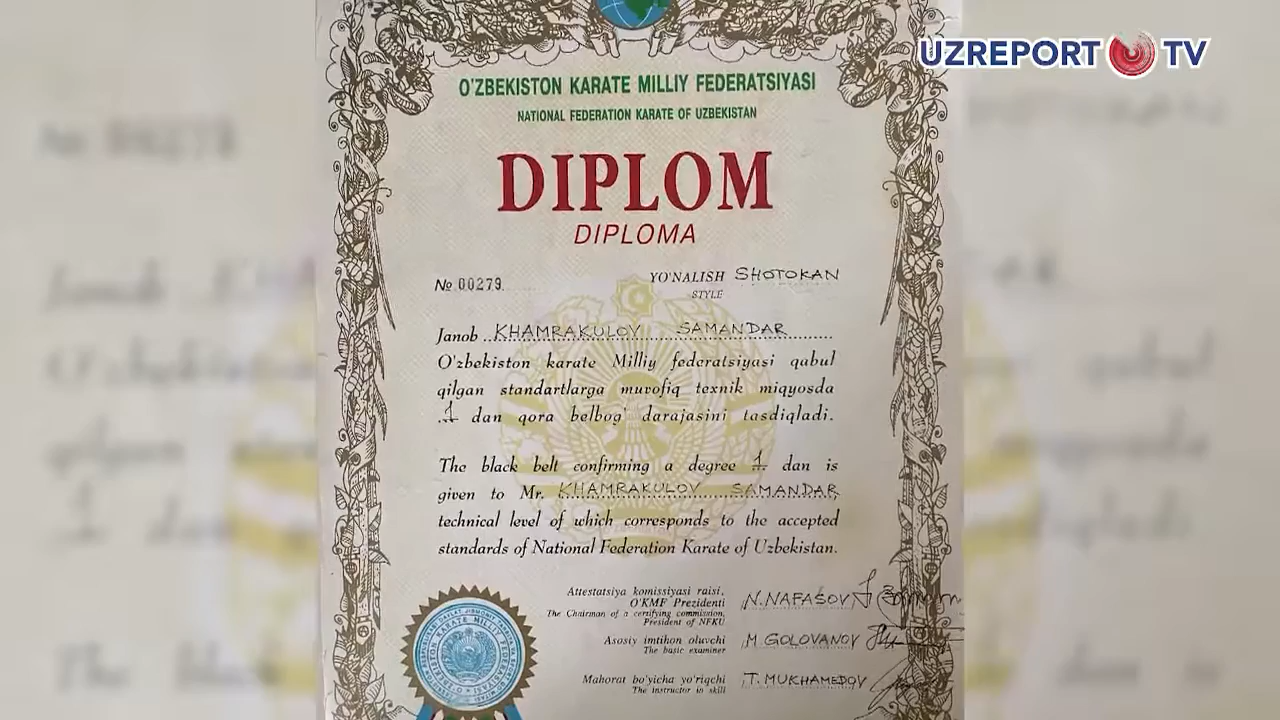 UZREPORT TV
O'ZBEKISTON KARATE MILLIY FEDERATSIYASI
NATIONAL FEDERATION KARATE OF UZBEKISTAN
DIPLOM
DIPLOMA
№ 00279
YO'NALISH SHOTOKAN
STYLE
Janob KHAMRAKULOV SAMANDAR
O'zbekiston karate Milliy federatsiyasi qabul
qilgan standartlarga muvofiq texnik miqyosda
1 dan qora belbog' darajasini tasdiqladi.
The black belt confirming a degree 1 dan is
given to Mr. KHAMRAKULOV SAMANDAR
technical level of which corresponds to the accepted
standards of National Federation Karate of Uzbekistan.
Attestatsiya komissiyasi raisi,
O'KMF Prezidenti
The Chairman of a certifying commission,
President of NFKU
N. NAFASOV
Asosiy imtihon oluvchi
The basic examiner
M GOLOVANOV
Mahorat bo'yicha yo'riqchi
The instructor in skill
T. MUKHAMEDOV